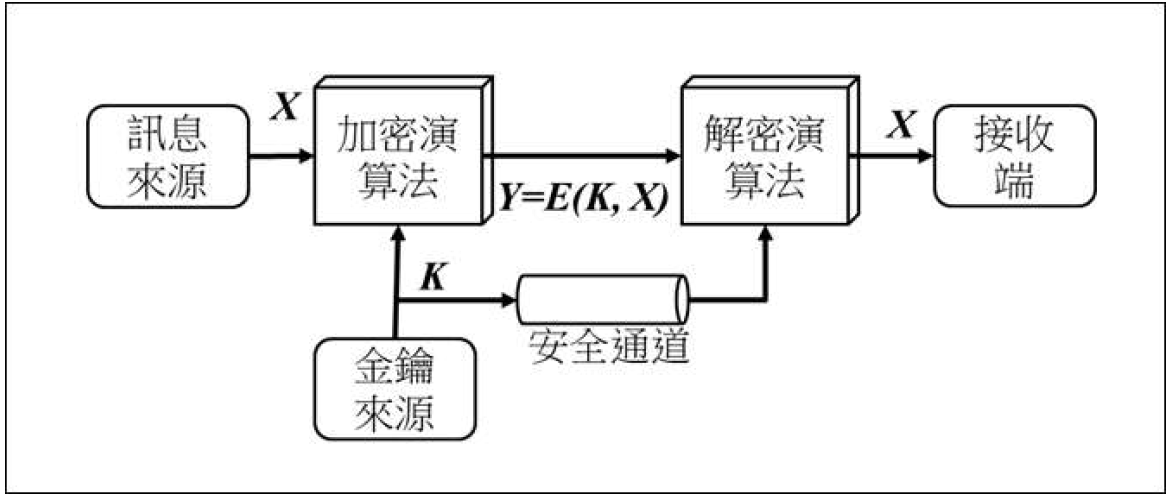 訊息
來源
X
加密演
算法
Y=E(K, X)
解密演
算法
X
接收
端
K
安全通道
金鑰
來源